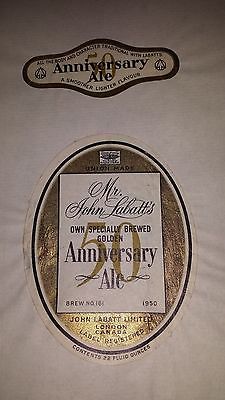 ALL THE BODY AND CHARACTER TRADITIONAL WITH LABATT'S
50
Anniversary
Ale
A SMOOTHER LIGHTER FLAVOUR
UNION MADE
Mr.
John Labatt's
OWN SPECIALLY BREWED
GOLDEN
50
Anniversary
Ale
BREW NO. 161 1950
JOHN LABATT LIMITED
LONDON
CANADA
LABEL REGISTERED
CONTENTS 22 FLUID OUNCES